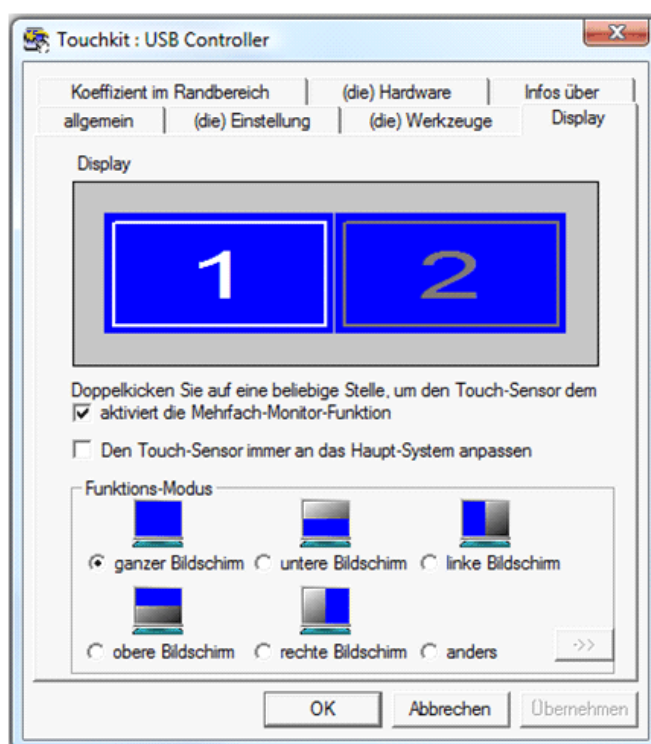 Touchkit : USB Controller
Koeffizient im Randbereich (die) Hardware Infos über
allgemein (die) Einstellung (die) Werkzeuge Display
Display
1 2
Doppelkicken Sie auf eine beliebige Stelle, um den Touch-Sensor dem
aktiviert die Mehrfach-Monitor-Funktion
Den Touch-Sensor immer an das Haupt-System anpassen
Funktions-Modus
ganzer Bildschirm untere Bildschirm linke Bildschirm
obere Bildschirm rechte Bildschirm anders ->>
OK Abbrechen Übernehmen